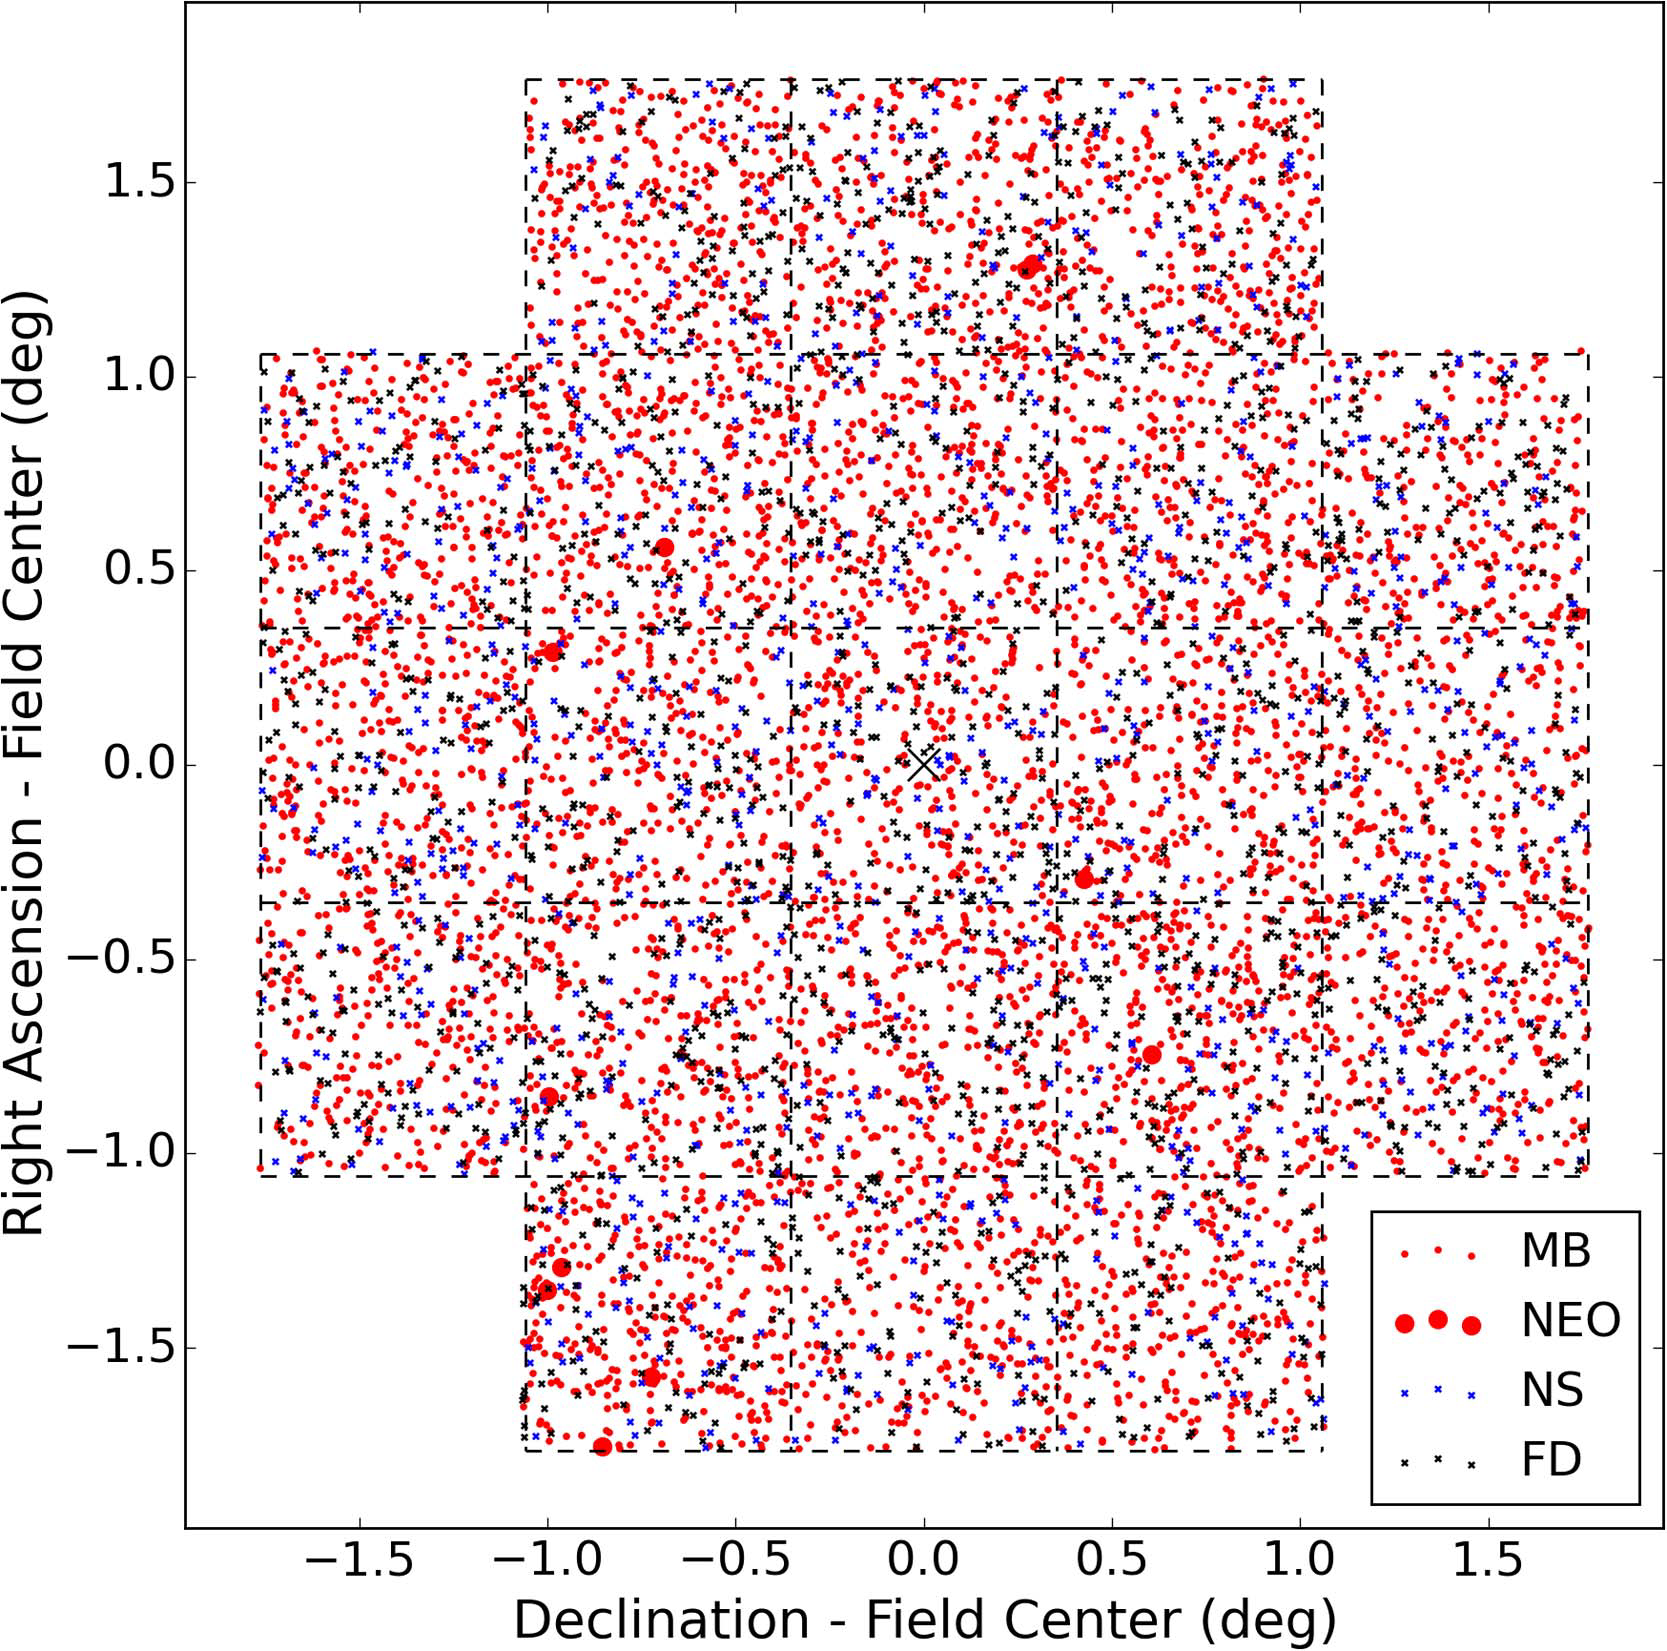 Right Ascension - Field Center (deg)
1.5
1.0
0.5
0.0
−0.5
−1.0
−1.5
MB
NEO
NS
FD
−1.5 −1.0 −0.5 0.0 0.5 1.0 1.5
Declination - Field Center (deg)